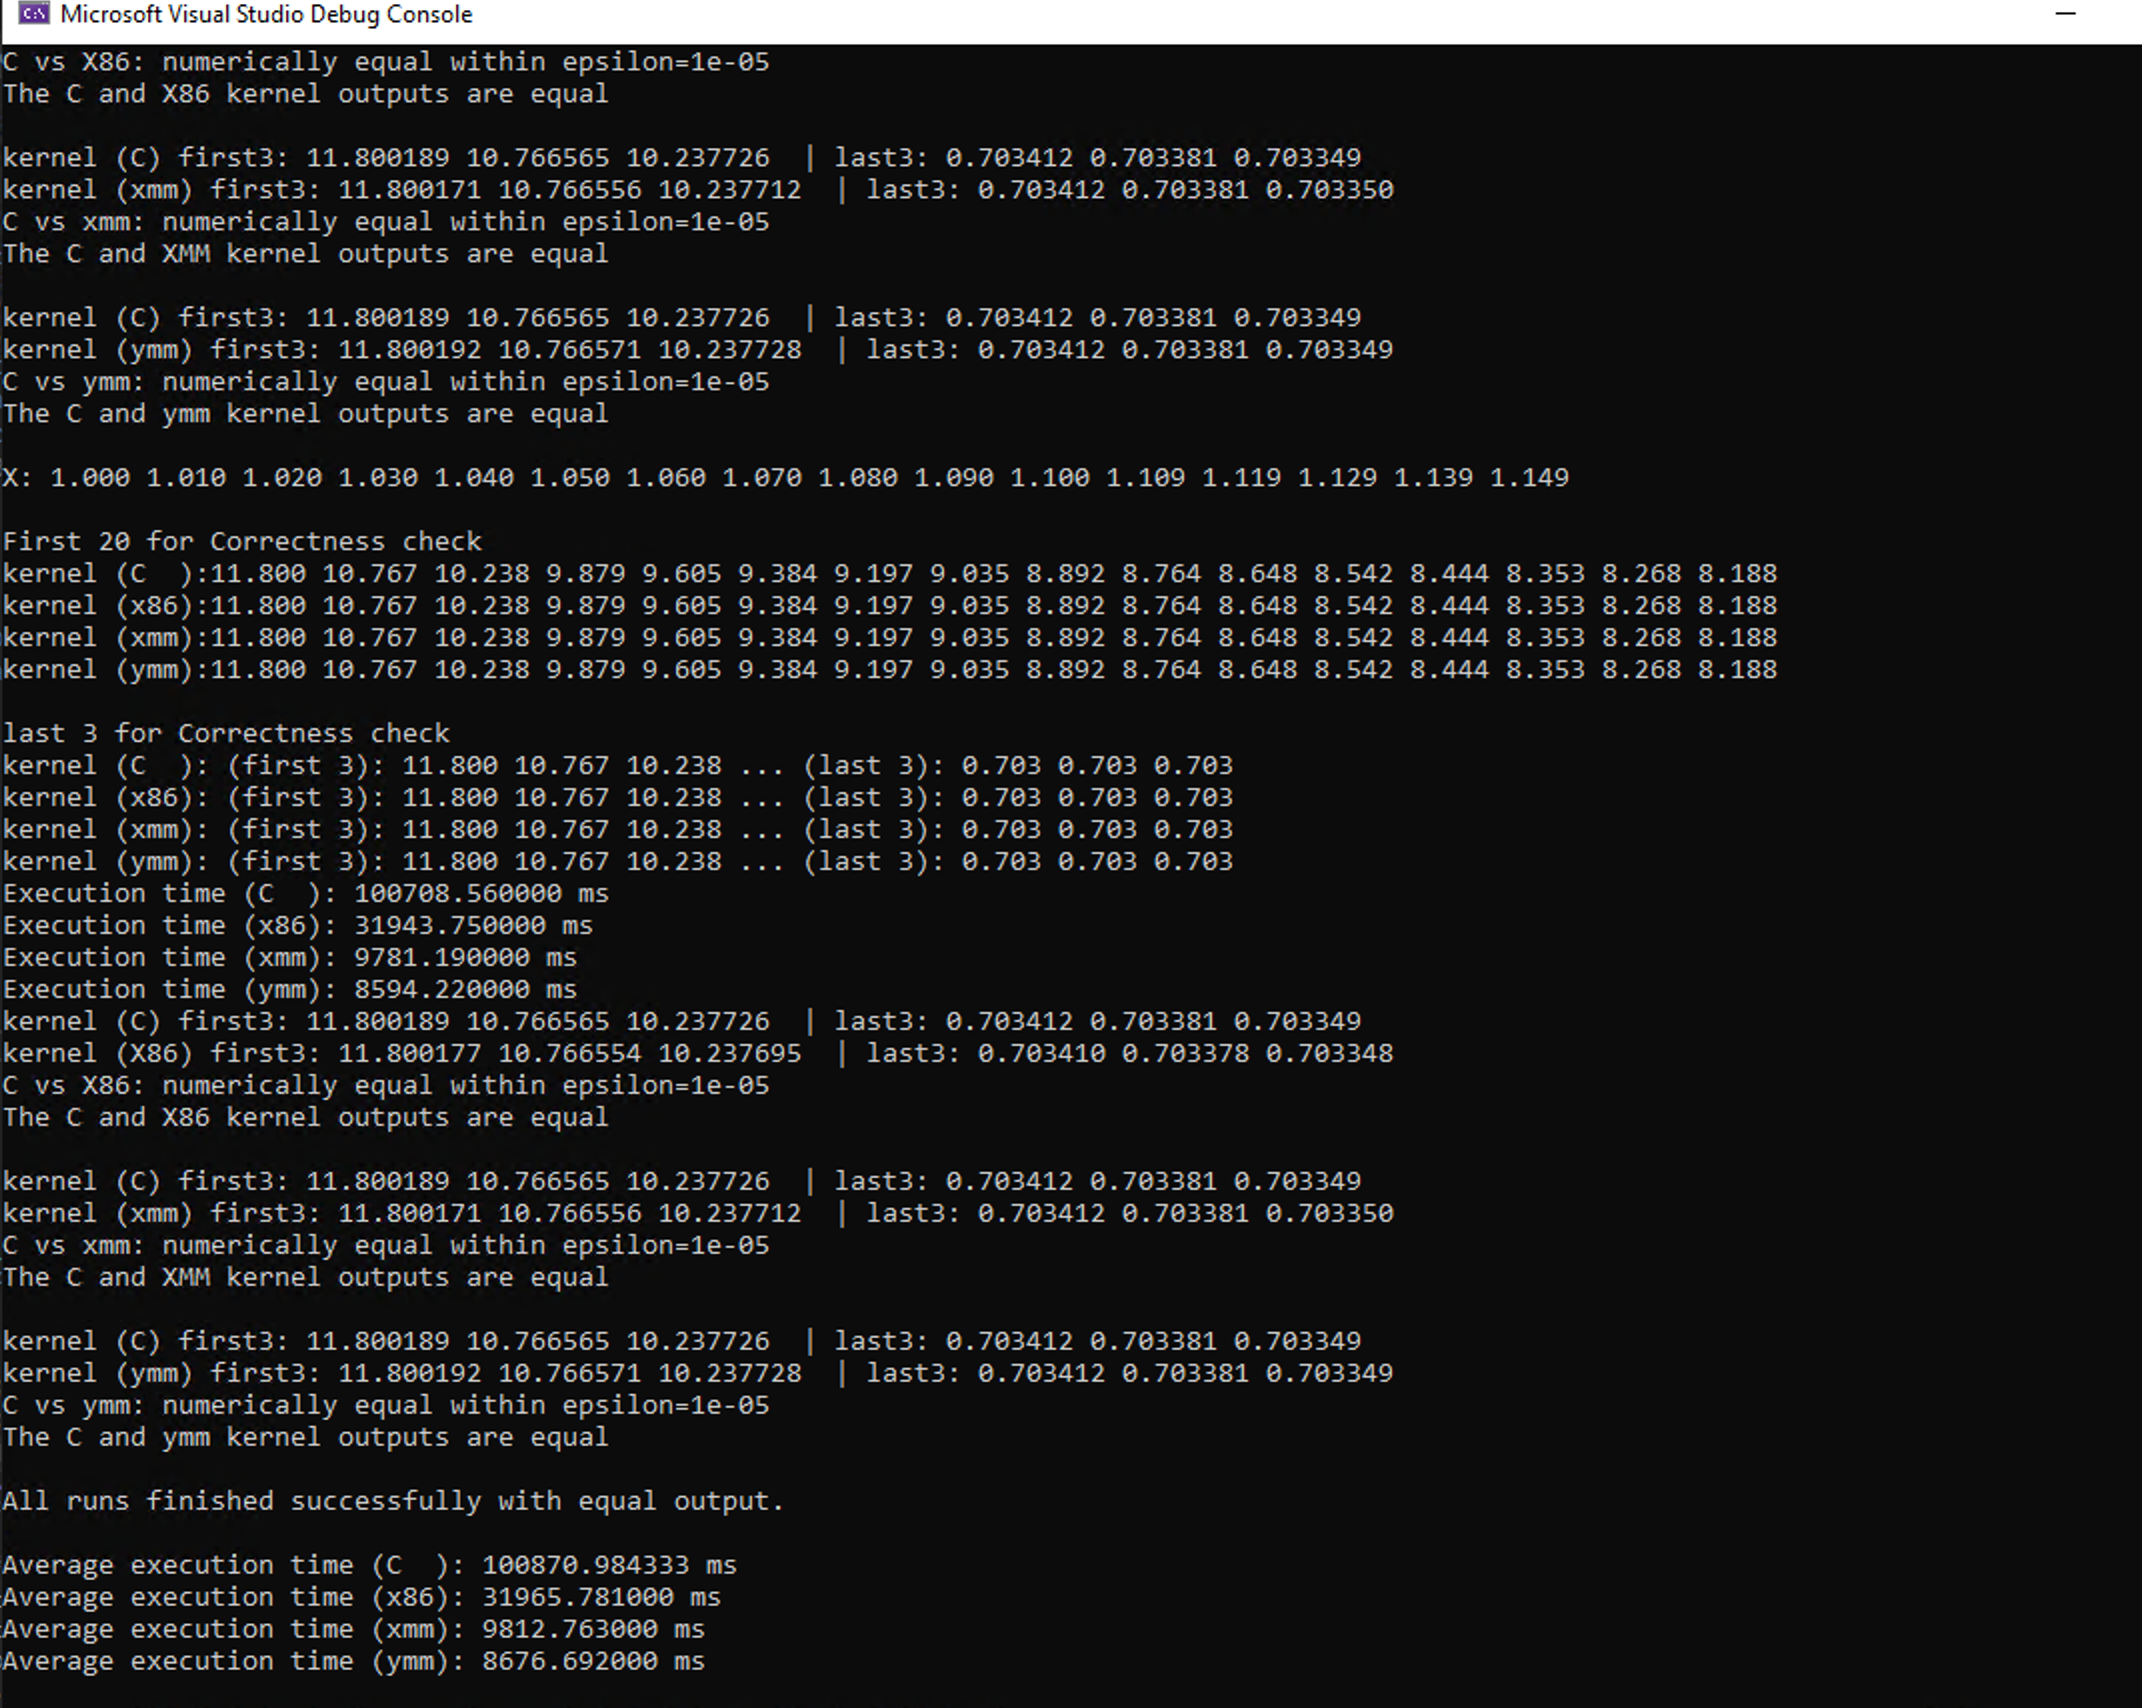 Microsoft Visual Studio Debug Console
C vs X86: numerically equal within epsilon=1e-05
The C and X86 kernel outputs are equal
kernel (C) first3: 11.800189 10.766565 10.237726  | last3: 0.703412 0.703381 0.703349
kernel (xmm) first3: 11.800171 10.766556 10.237712  | last3: 0.703412 0.703381 0.703350
C vs xmm: numerically equal within epsilon=1e-05
The C and XMM kernel outputs are equal
kernel (C) first3: 11.800189 10.766565 10.237726  | last3: 0.703412 0.703381 0.703349
kernel (ymm) first3: 11.800192 10.766571 10.237728  | last3: 0.703412 0.703381 0.703349
C vs ymm: numerically equal within epsilon=1e-05
The C and ymm kernel outputs are equal
X: 1.000 1.010 1.020 1.030 1.040 1.050 1.060 1.070 1.080 1.090 1.100 1.109 1.119 1.129 1.139 1.149
First 20 for Correctness check
kernel (C  ):11.800 10.767 10.238 9.879 9.605 9.384 9.197 9.035 8.892 8.764 8.648 8.542 8.444 8.353 8.268 8.188
kernel (x86):11.800 10.767 10.238 9.879 9.605 9.384 9.197 9.035 8.892 8.764 8.648 8.542 8.444 8.353 8.268 8.188
kernel (xmm):11.800 10.767 10.238 9.879 9.605 9.384 9.197 9.035 8.892 8.764 8.648 8.542 8.444 8.353 8.268 8.188
kernel (ymm):11.800 10.767 10.238 9.879 9.605 9.384 9.197 9.035 8.892 8.764 8.648 8.542 8.444 8.353 8.268 8.188
last 3 for Correctness check
kernel (C  ): (first 3): 11.800 10.767 10.238 ... (last 3): 0.703 0.703 0.703
kernel (x86): (first 3): 11.800 10.767 10.238 ... (last 3): 0.703 0.703 0.703
kernel (xmm): (first 3): 11.800 10.767 10.238 ... (last 3): 0.703 0.703 0.703
kernel (ymm): (first 3): 11.800 10.767 10.238 ... (last 3): 0.703 0.703 0.703
Execution time (C  ): 100708.560000 ms
Execution time (x86): 31943.750000 ms
Execution time (xmm): 9781.190000 ms
Execution time (ymm): 8594.220000 ms
kernel (C) first3: 11.800189 10.766565 10.237726  | last3: 0.703412 0.703381 0.703349
kernel (X86) first3: 11.800177 10.766554 10.237695  | last3: 0.703410 0.703378 0.703348
C vs X86: numerically equal within epsilon=1e-05
The C and X86 kernel outputs are equal
kernel (C) first3: 11.800189 10.766565 10.237726  | last3: 0.703412 0.703381 0.703349
kernel (xmm) first3: 11.800171 10.766556 10.237712  | last3: 0.703412 0.703381 0.703350
C vs xmm: numerically equal within epsilon=1e-05
The C and XMM kernel outputs are equal
kernel (C) first3: 11.800189 10.766565 10.237726  | last3: 0.703412 0.703381 0.703349
kernel (ymm) first3: 11.800192 10.766571 10.237728  | last3: 0.703412 0.703381 0.703349
C vs ymm: numerically equal within epsilon=1e-05
The C and ymm kernel outputs are equal
All runs finished successfully with equal output.
Average execution time (C  ): 100870.984333 ms
Average execution time (x86): 31965.781000 ms
Average execution time (xmm): 9812.763000 ms
Average execution time (ymm): 8676.692000 ms